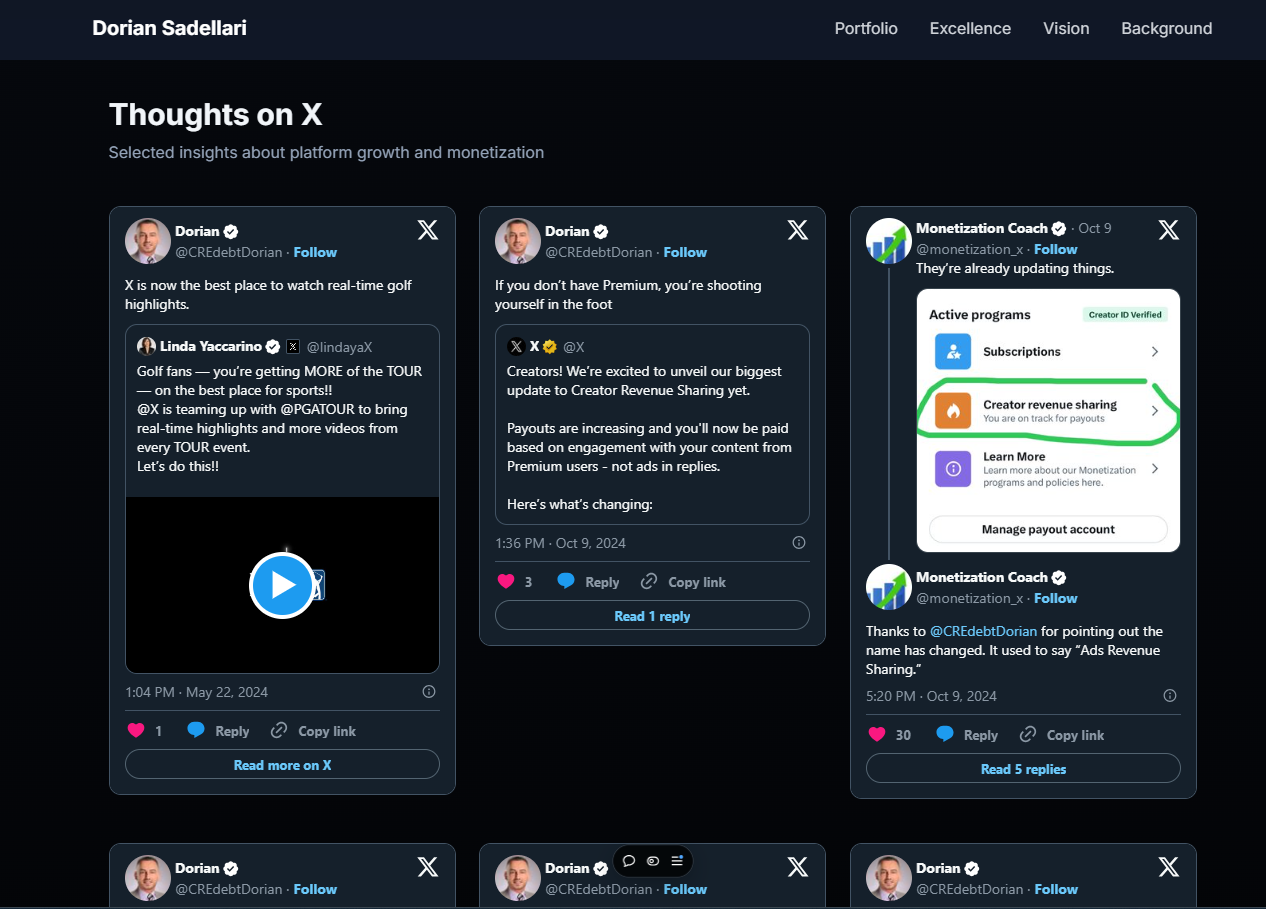 Dorian Sadellari
Portfolio
Excellence
Vision
Background
Thoughts on X
Selected insights about platform growth and monetization
Dorian
@CREdebtDorian · Follow
X is now the best place to watch real-time golf
highlights.
Linda Yaccarino @lindayaX
Golf fans — you’re getting MORE of the TOUR
— on the best place for sports!!
@X is teaming up with @PGATOUR to bring
real-time highlights and more videos from
every TOUR event.
Let’s do this!!
1:04 PM · May 22, 2024
1 Reply Copy link
Read more on X
Dorian
@CREdebtDorian · Follow
If you don’t have Premium, you’re shooting
yourself in the foot
X @X
Creators! We’re excited to unveil our biggest
update to Creator Revenue Sharing yet.
Payouts are increasing and you'll now be paid
based on engagement with your content from
Premium users - not ads in replies.
Here’s what’s changing:
1:36 PM · Oct 9, 2024
3 Reply Copy link
Read 1 reply
Monetization Coach · Oct 9
@monetization_x · Follow
They’re already updating things.
Active programs
Creator ID Verified
Subscriptions
Creator revenue sharing
You are on track for payouts
Learn More
Learn more about our Monetization
programs and policies here.
Manage payout account
Monetization Coach
@monetization_x · Follow
Thanks to @CREdebtDorian for pointing out the
name has changed. It used to say “Ads Revenue
Sharing.”
5:20 PM · Oct 9, 2024
30 Reply Copy link
Read 5 replies
Dorian
@CREdebtDorian · Follow
Dorian
@CREdebtDorian · Follow
Dorian
@CREdebtDorian · Follow